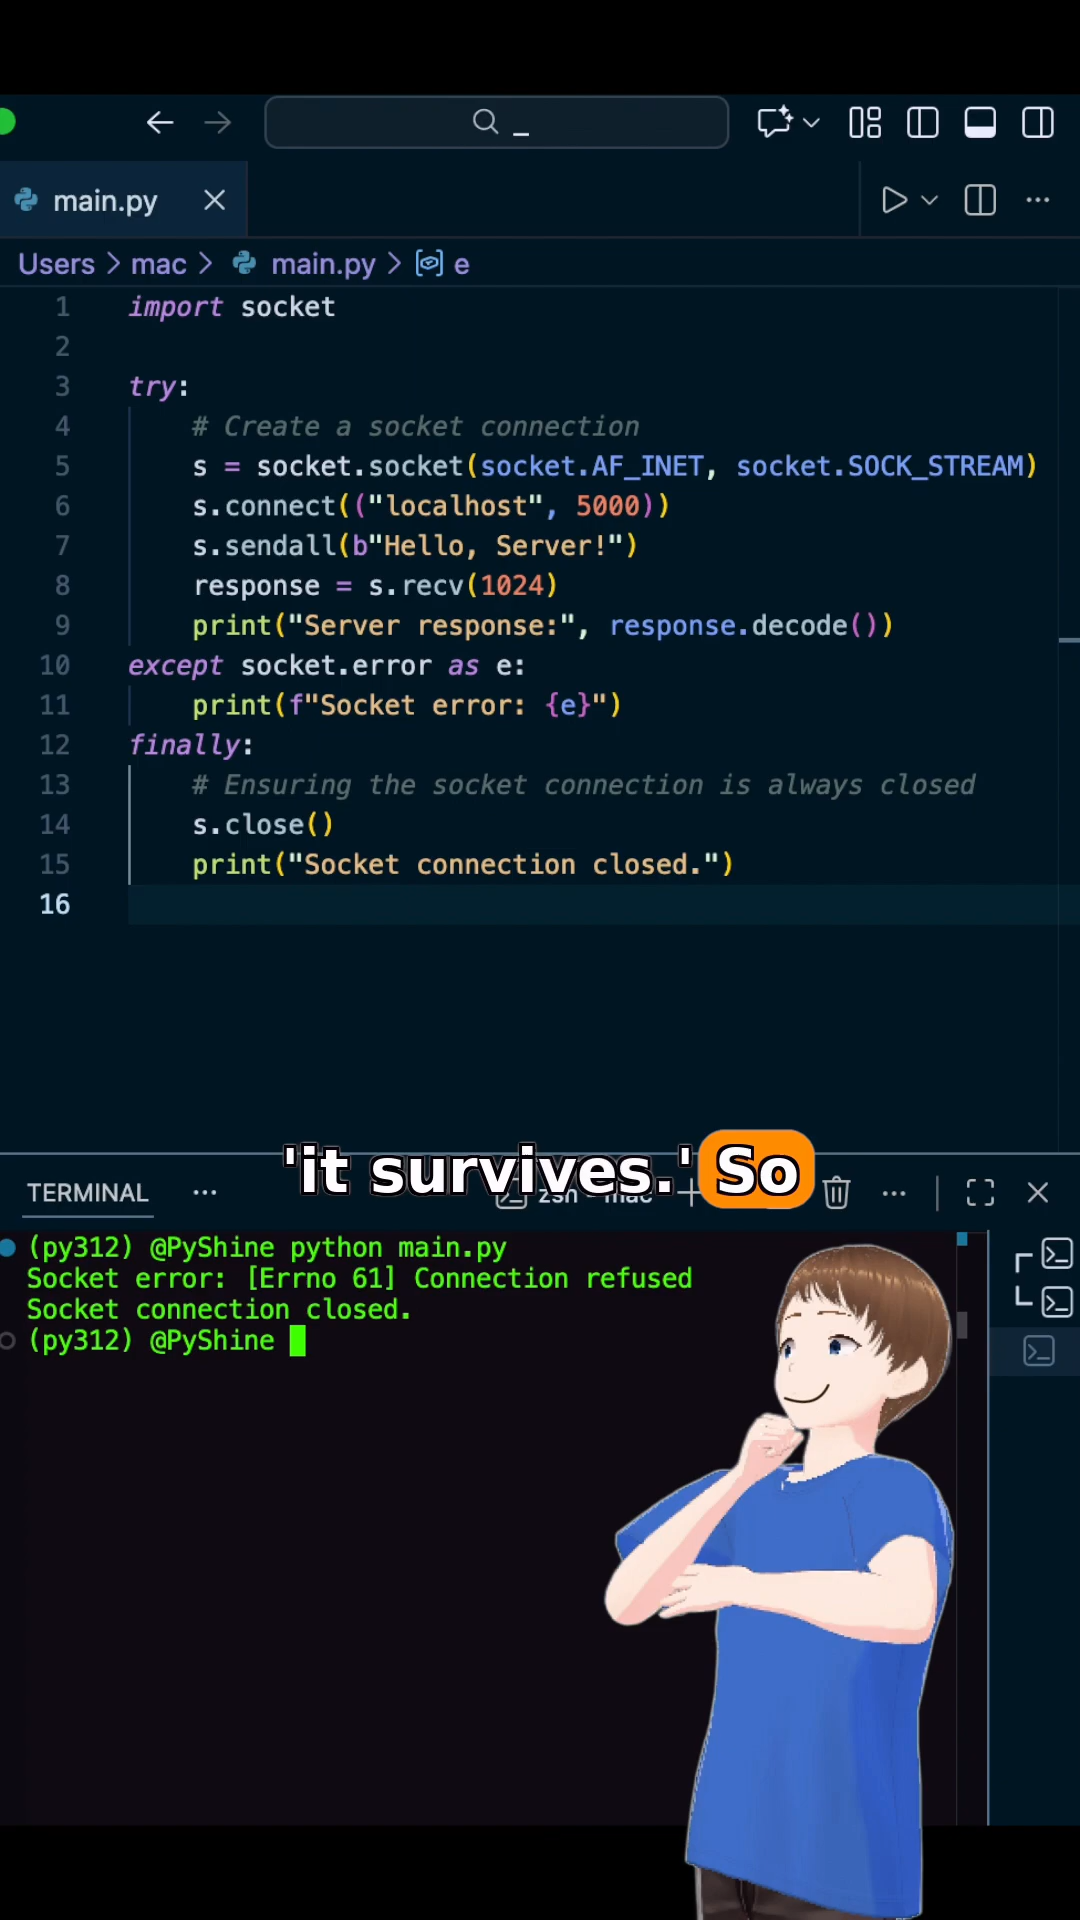 _
main.py
Users > mac > main.py > e
1 import socket
2
3 try:
4 # Create a socket connection
5 s = socket.socket(socket.AF_INET, socket.SOCK_STREAM)
6 s.connect(("localhost", 5000))
7 s.sendall(b"Hello, Server!")
8 response = s.recv(1024)
9 print("Server response:", response.decode())
10 except socket.error as e:
11 print(f"Socket error: {e}")
12 finally:
13 # Ensuring the socket connection is always closed
14 s.close()
15 print("Socket connection closed.")
16
'it survives.' So
TERMINAL ··· zsh - mac + ···
(py312) @PyShine python main.py
Socket error: [Errno 61] Connection refused
Socket connection closed.
(py312) @PyShine